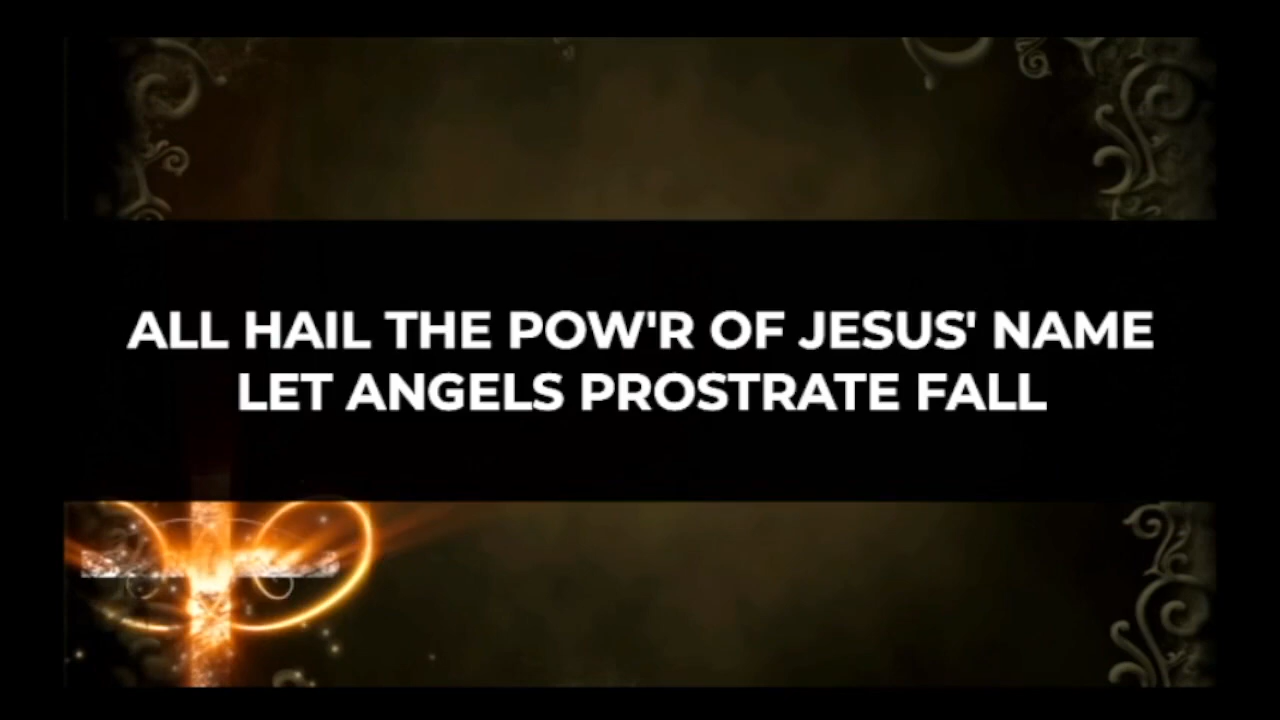 ALL HAIL THE POW'R OF JESUS' NAME
LET ANGELS PROSTRATE FALL